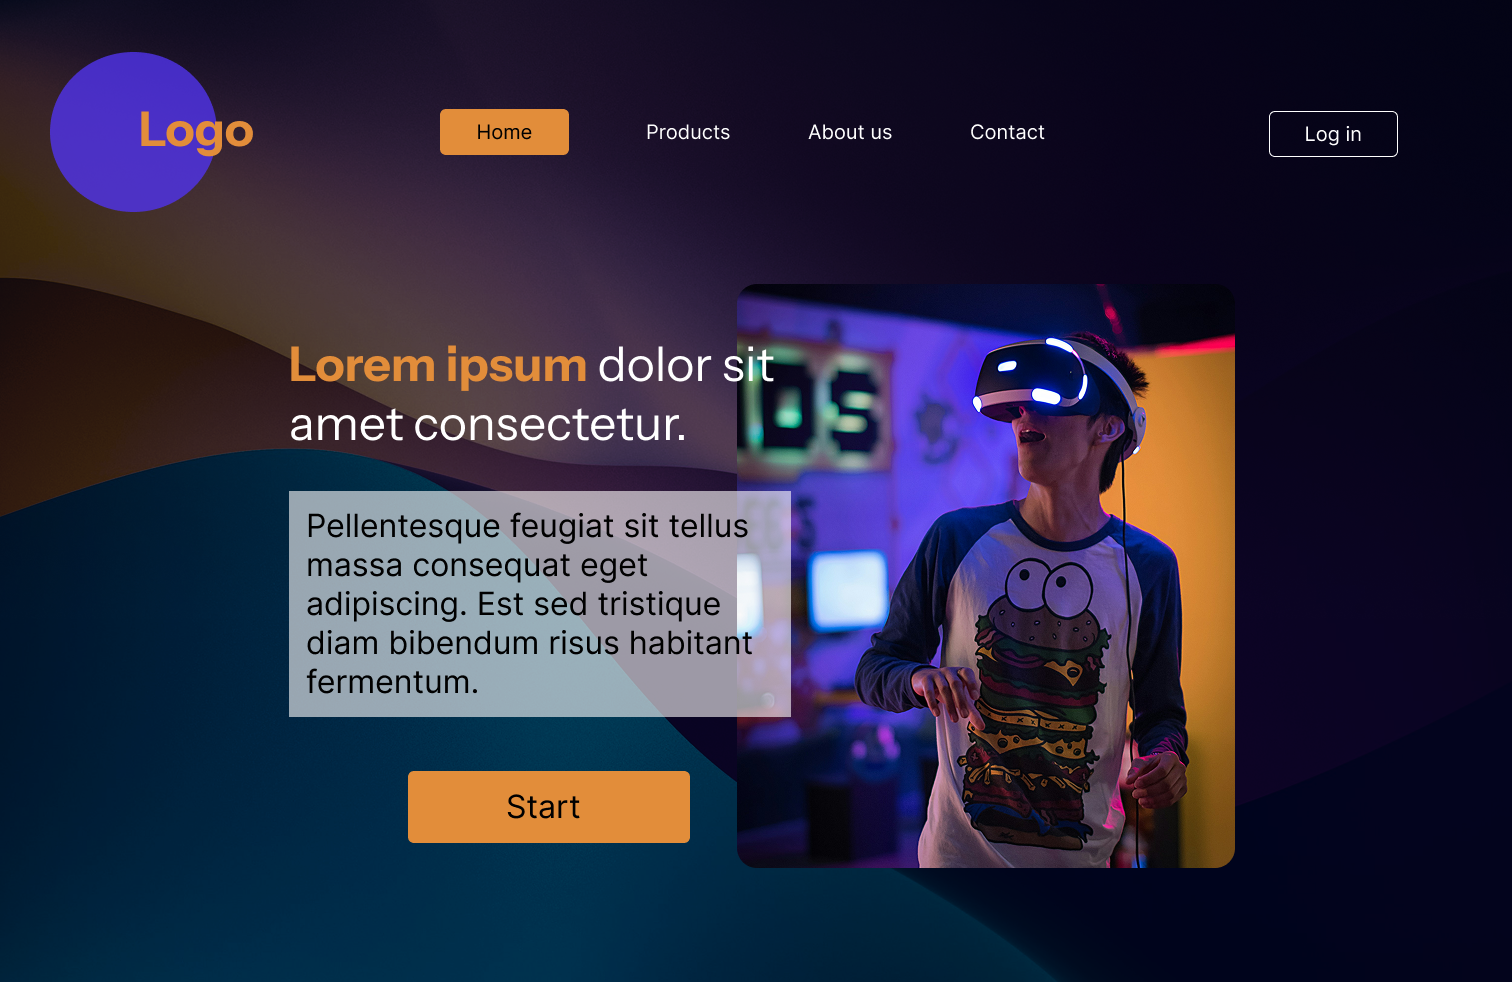 Logo
Home
Products
About us
Contact
Log in
Lorem ipsum dolor sit
amet consectetur.
Pellentesque feugiat sit tellus
massa consequat eget
adipiscing. Est sed tristique
diam bibendum risus habitant
fermentum.
Start